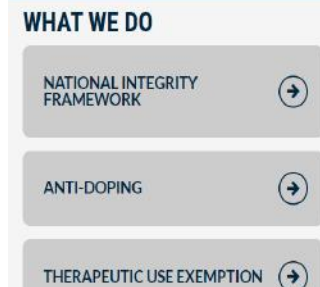 WHAT WE DO
NATIONAL INTEGRITY
FRAMEWORK
ANTI-DOPING
THERAPEUTIC USE EXEMPTION